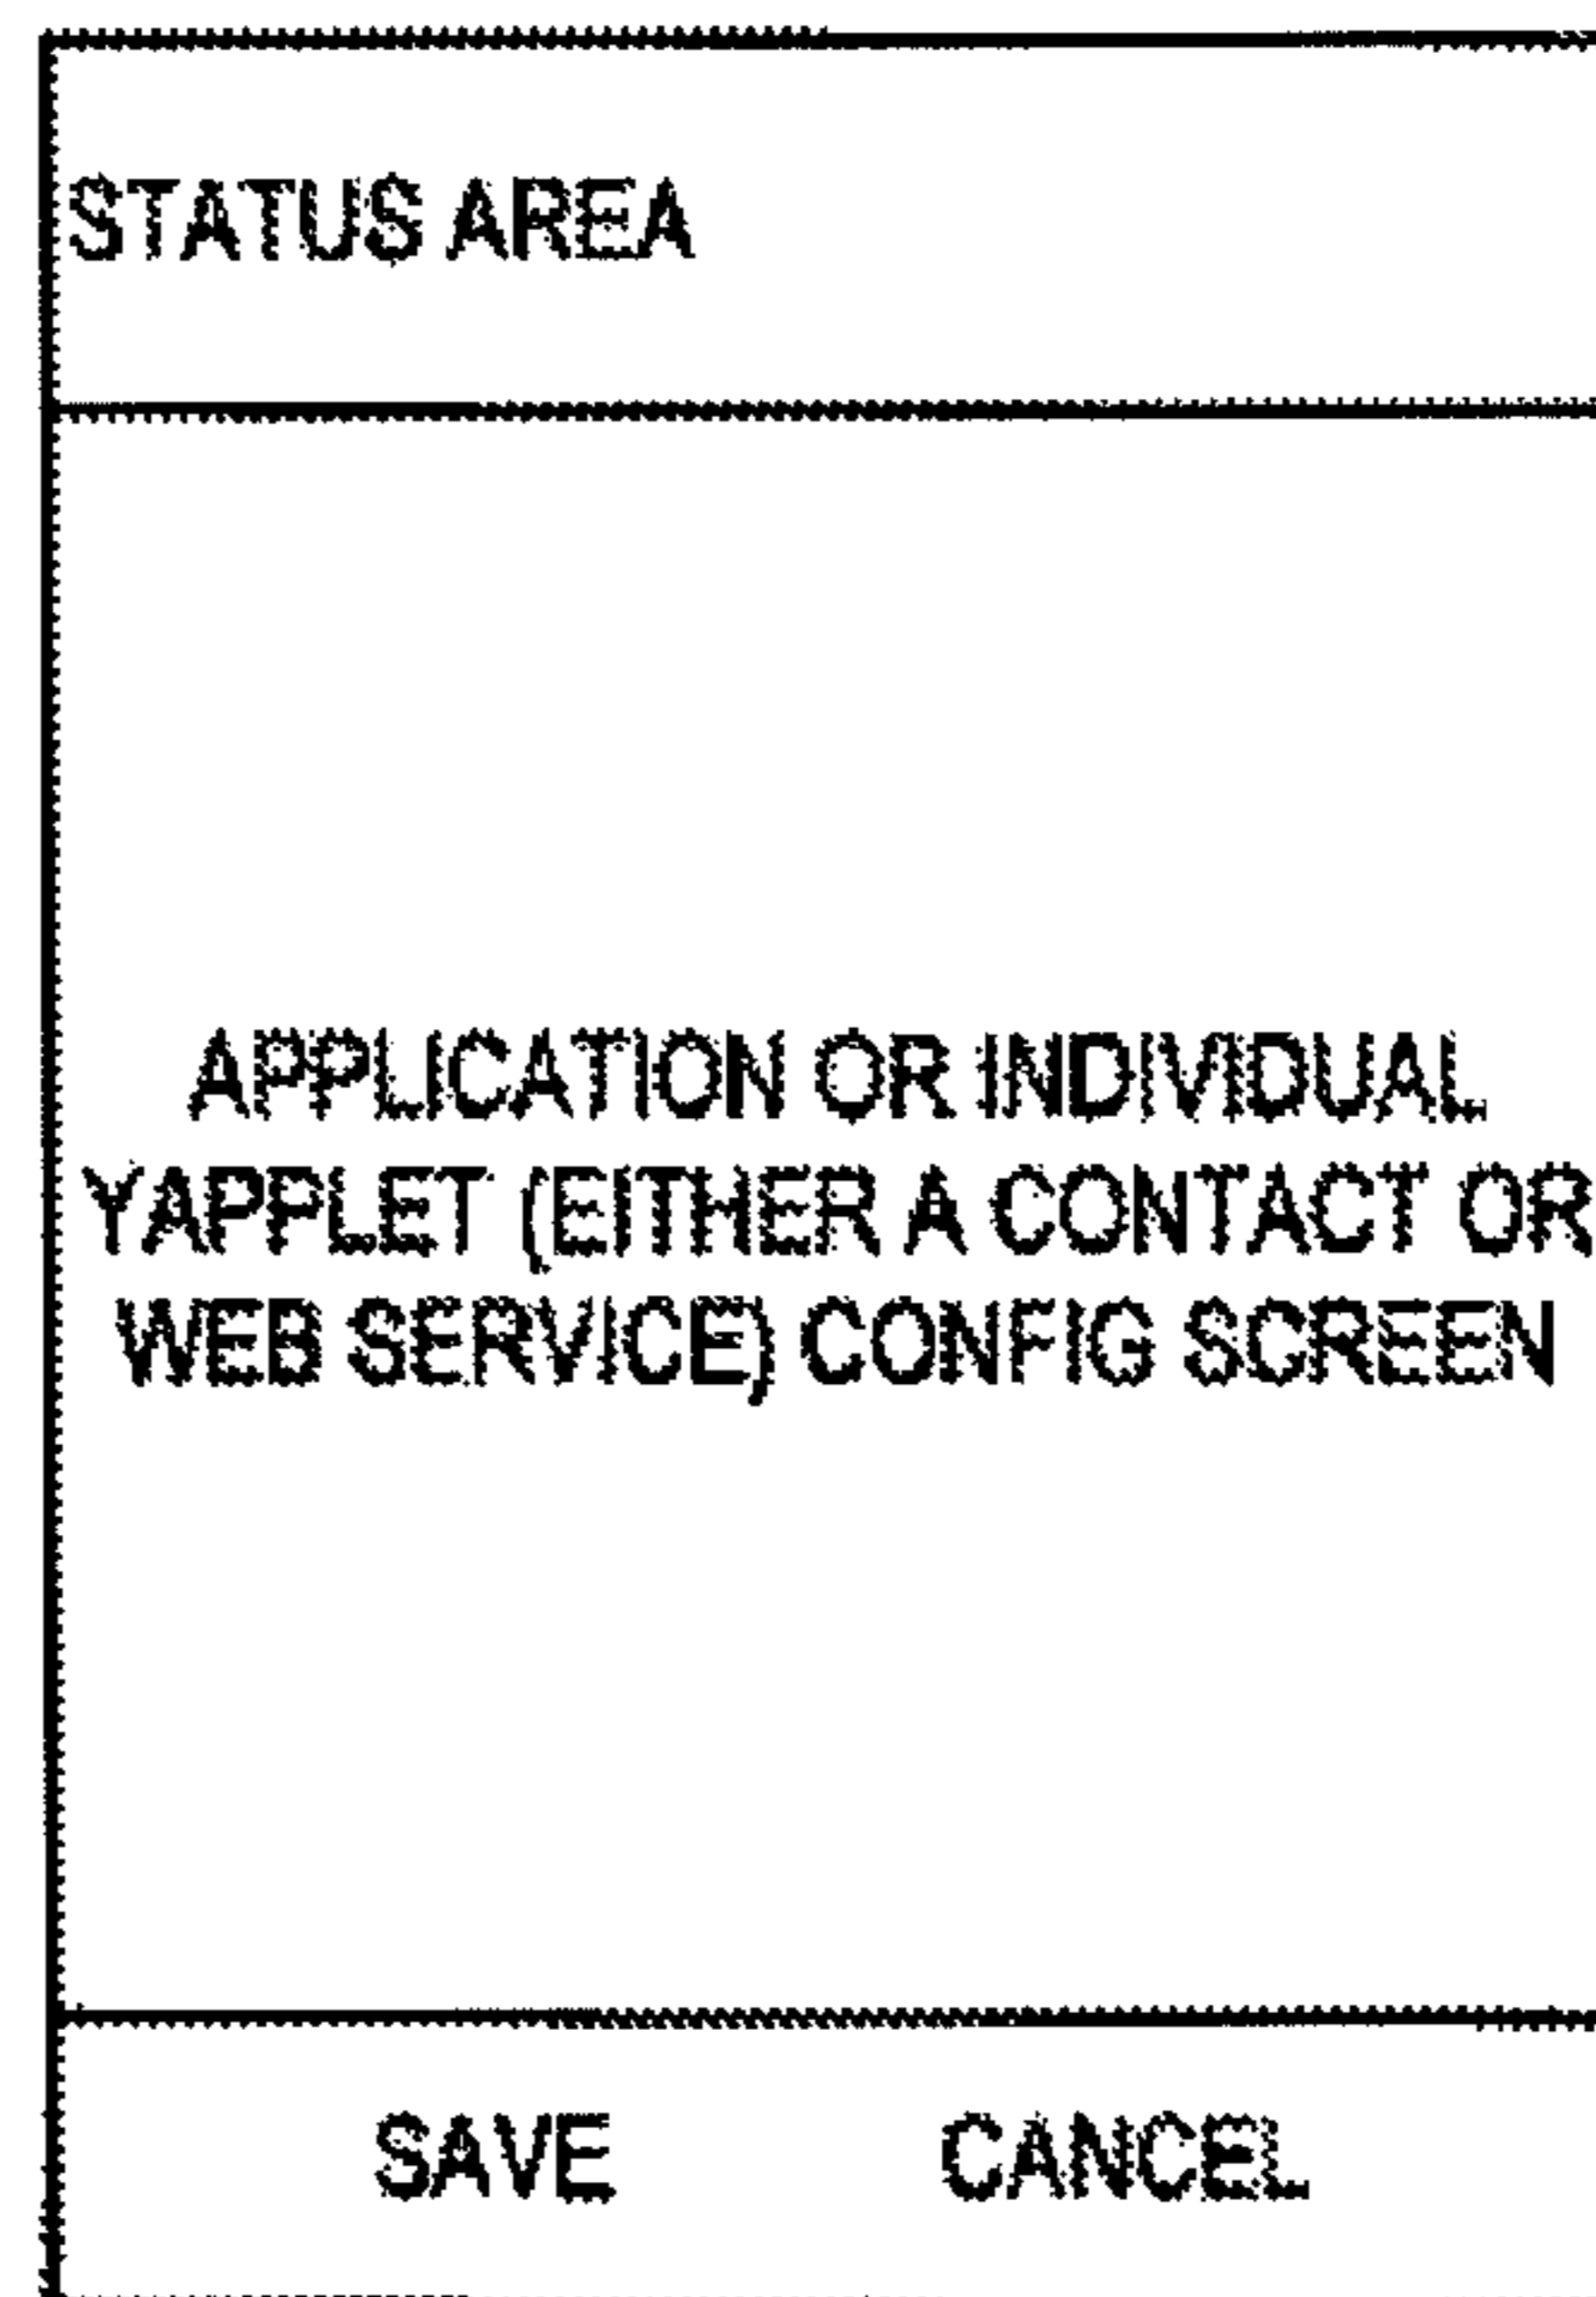 STATUS AREA
APPLICATION OR INDIVIDUAL
YAPPLET (EITHER A CONTACT OR
WEB SERVICE) CONFIG SCREEN
SAVE CANCEL